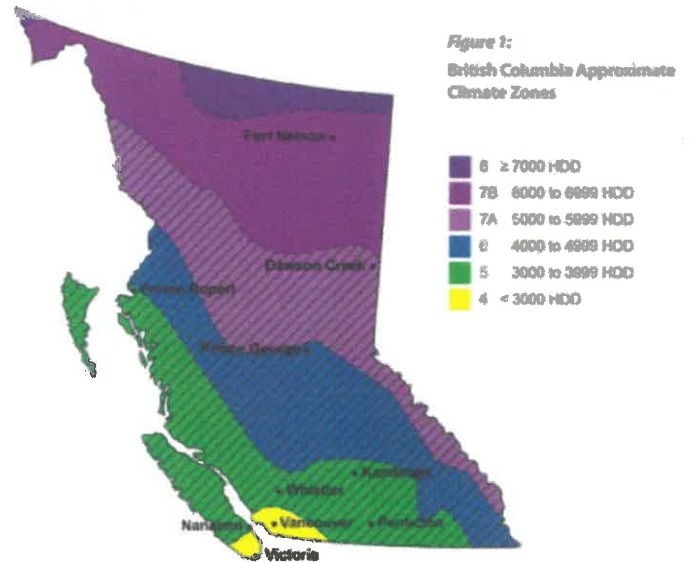 Figure 1:
British Columbia Approximate
Climate Zones
8 ≥ 7000 HDD
7B 6000 to 6999 HDD
7A 5000 to 5999 HDD
6 4000 to 4999 HDD
5 3000 to 3999 HDD
4 < 3000 HDD
Fort Nelson
Dawson Creek
Prince Rupert
Prince George
Kamloops
Whistler
Nanaimo
Vancouver
Penticton
Victoria